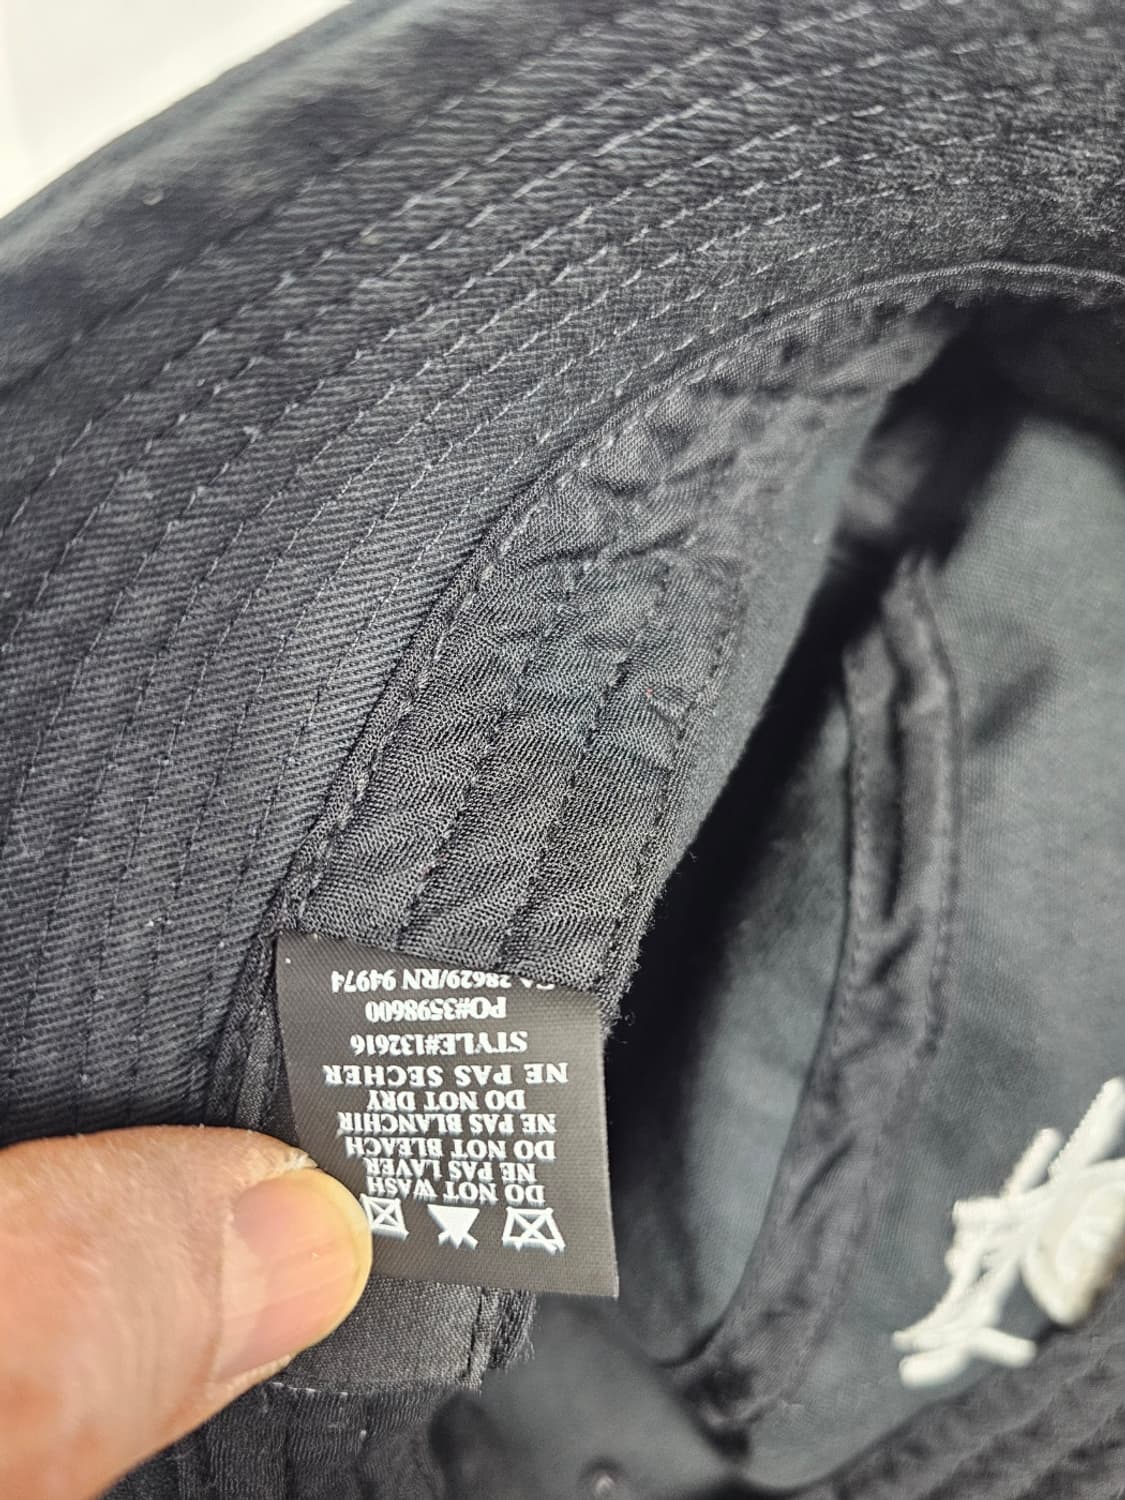 DO NOT WASH
NE PAS LAVER
DO NOT BLEACH
NE PAS BLANCHIR
DO NOT DRY
NE PAS SECHER
STYLE#132616
PO#3598600
CA 28629/RN 94974